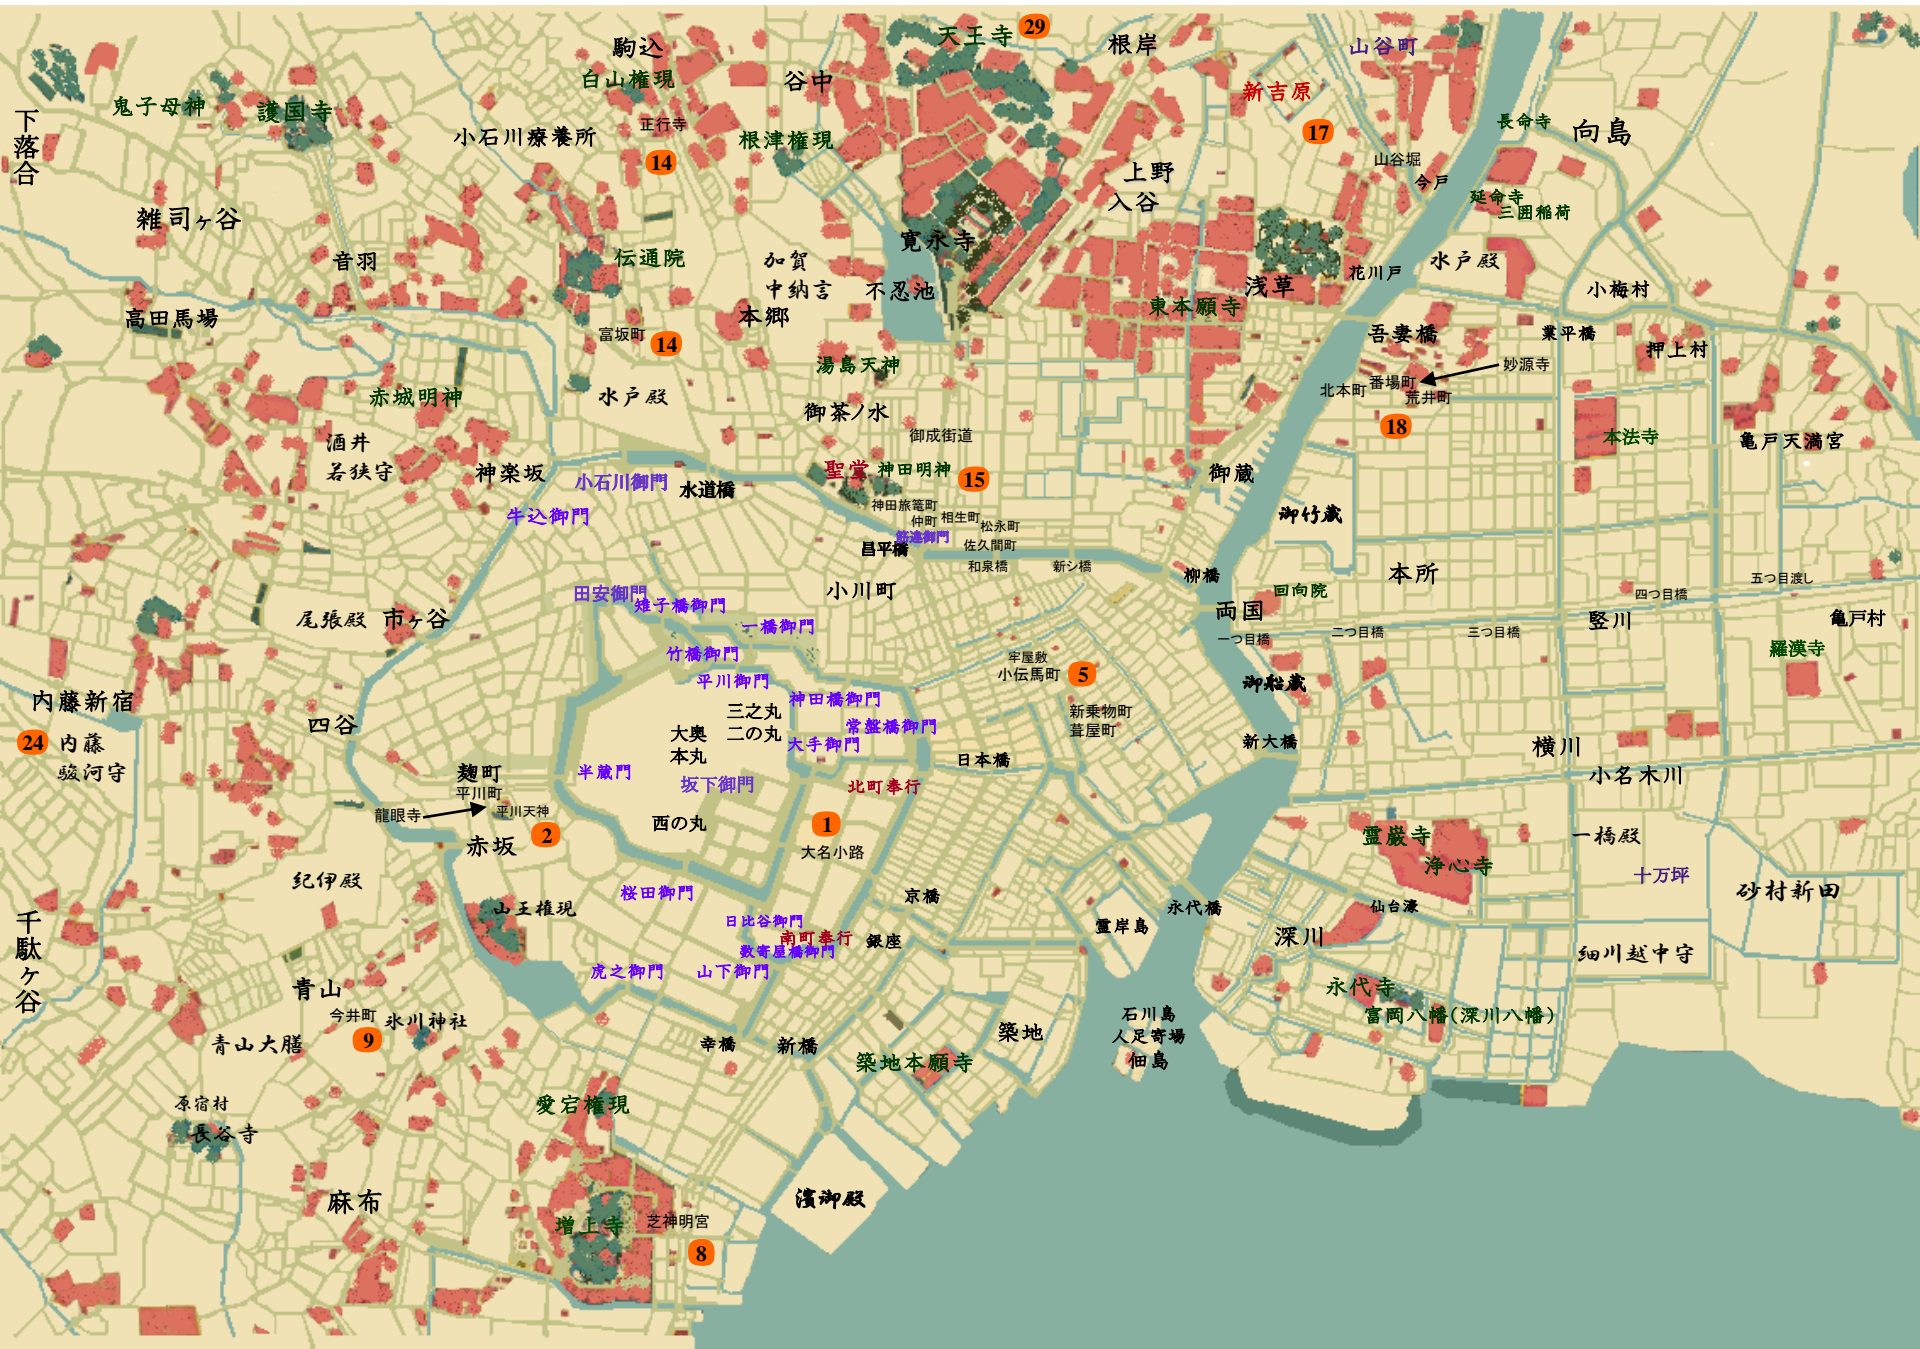 天王寺
29
根岸
山谷町
駒込
白山権現
谷中
新吉原
17
鬼子母神
護国寺
下落合
小石川療養所
正行寺
14
根津権現
長命寺
向島
山谷堀
今戸
上野
入谷
延命寺
三囲稲荷
雑司ヶ谷
音羽
伝通院
加賀
中納言
寛永寺
不忍池
水戸殿
花川戸
浅草
東本願寺
小梅村
高田馬場
本郷
富坂町
14
吾妻橋
業平橋
押上村
湯島天神
妙源寺
北本町
番場町
荒井町
赤城明神
水戸殿
御茶ノ水
18
御成街道
本法寺
亀戸天満宮
酒井
若狭守
神楽坂
小石川御門
水道橋
聖堂
神田明神
15
御蔵
牛込御門
神田旅篭町
仲町
相生町
松永町
筋違御門
昌平橋
佐久間町
和泉橋
新シ橋
御竹蔵
柳橋
本所
回向院
五つ目渡し
四つ目橋
田安御門
雉子橋御門
小川町
両国
竪川
亀戸村
尾張殿
市ヶ谷
一橋御門
一つ目橋
二つ目橋
三つ目橋
羅漢寺
竹橋御門
平川御門
牢屋敷
小伝馬町
5
御船蔵
内藤新宿
24
内藤
駿河守
四谷
神田橋御門
三之丸
二の丸
大奥
本丸
常盤橋御門
大手御門
新乗物町
葺屋町
新大橋
横川
小名木川
麹町
平川町
半蔵門
坂下御門
北町奉行
日本橋
龍眼寺
平川天神
2
赤坂
西の丸
1
大名小路
霊巌寺
浄心寺
一橋殿
十万坪
砂村新田
紀伊殿
桜田御門
京橋
山王権現
日比谷御門
南町奉行
数寄屋橋御門
銀座
霊岸島
永代橋
仙台濠
深川
細川越中守
千駄ヶ谷
虎之御門
山下御門
青山
今井町
9
氷川神社
永代寺
富岡八幡(深川八幡)
青山大膳
幸橋
新橋
築地
石川島
人足寄場
佃島
築地本願寺
原宿村
長谷寺
愛宕権現
麻布
濱御殿
増上寺
芝神明宮
8